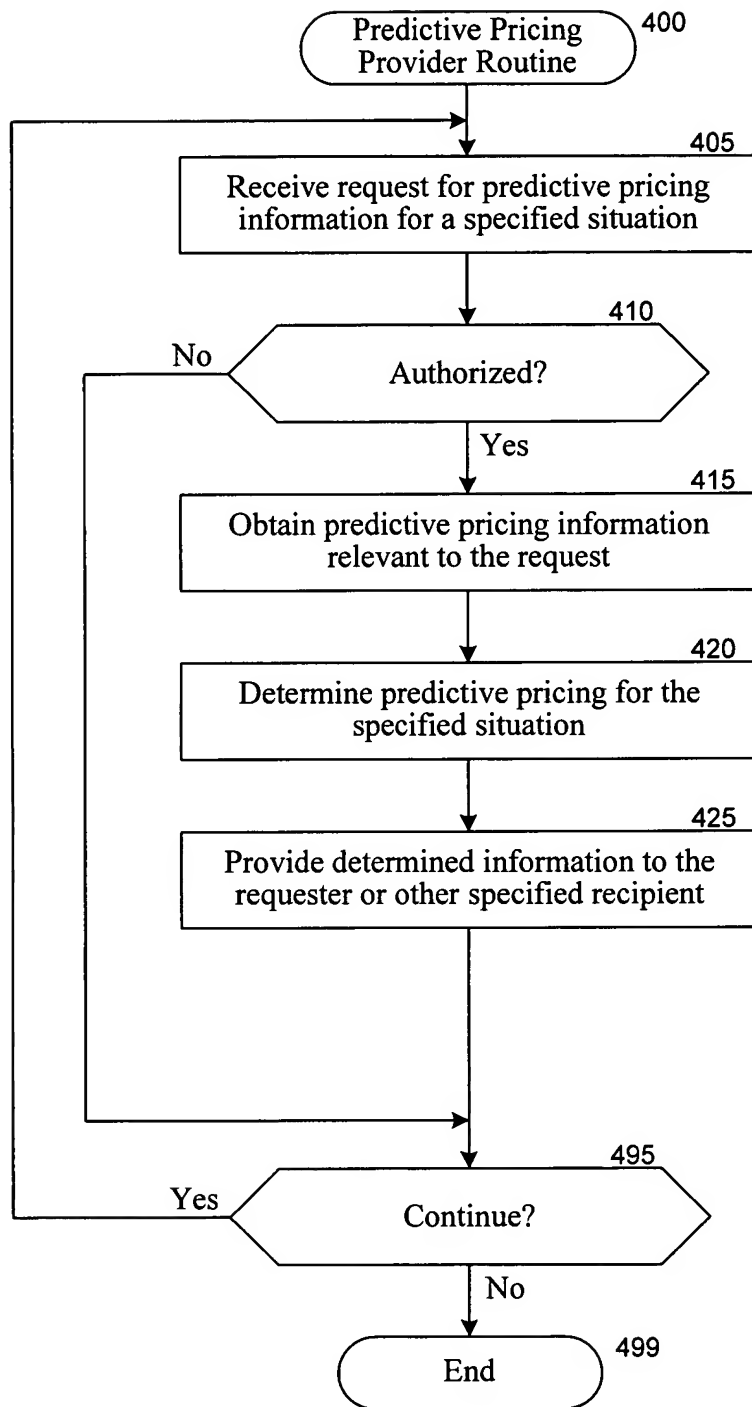 Predictive Pricing
Provider Routine
400
405
Receive request for predictive pricing
information for a specified situation
410
No
Authorized?
Yes
415
Obtain predictive pricing information
relevant to the request
420
Determine predictive pricing for the
specified situation
425
Provide determined information to the
requester or other specified recipient
495
Yes
Continue?
No
499
End